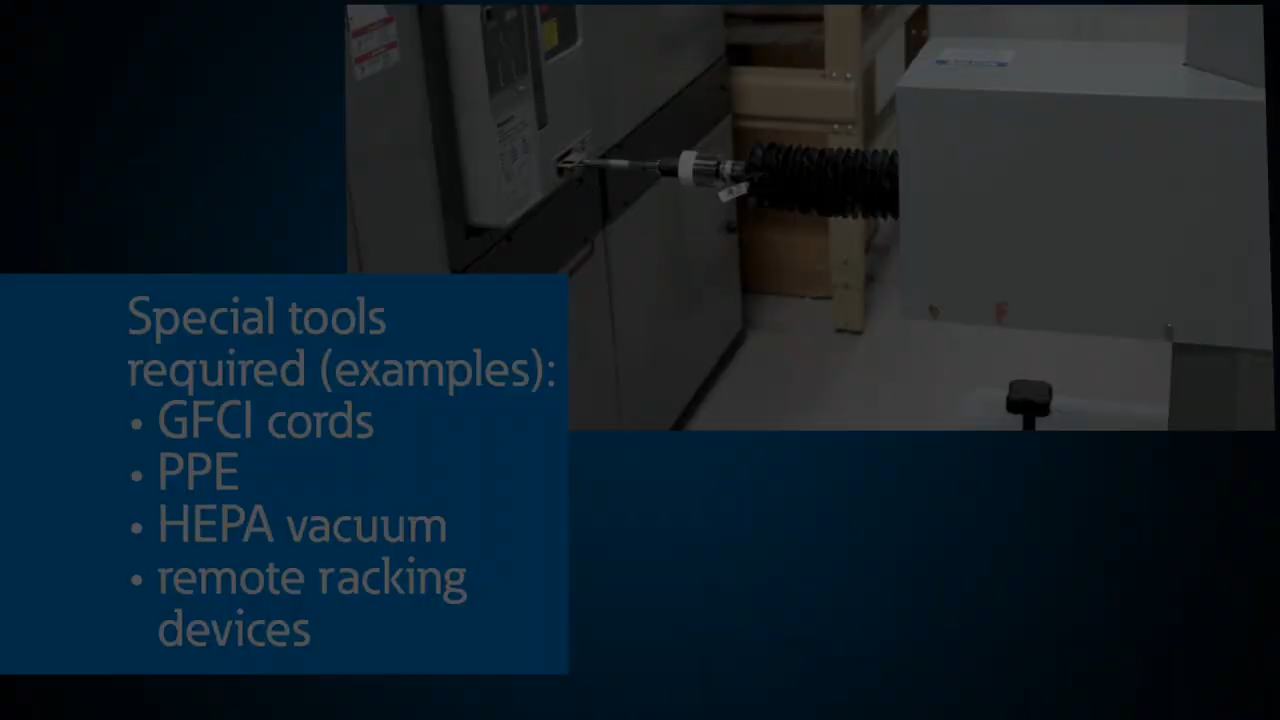 Special tools
required (examples):
• GFCI cords
• PPE
• HEPA vacuum
• remote racking
devices